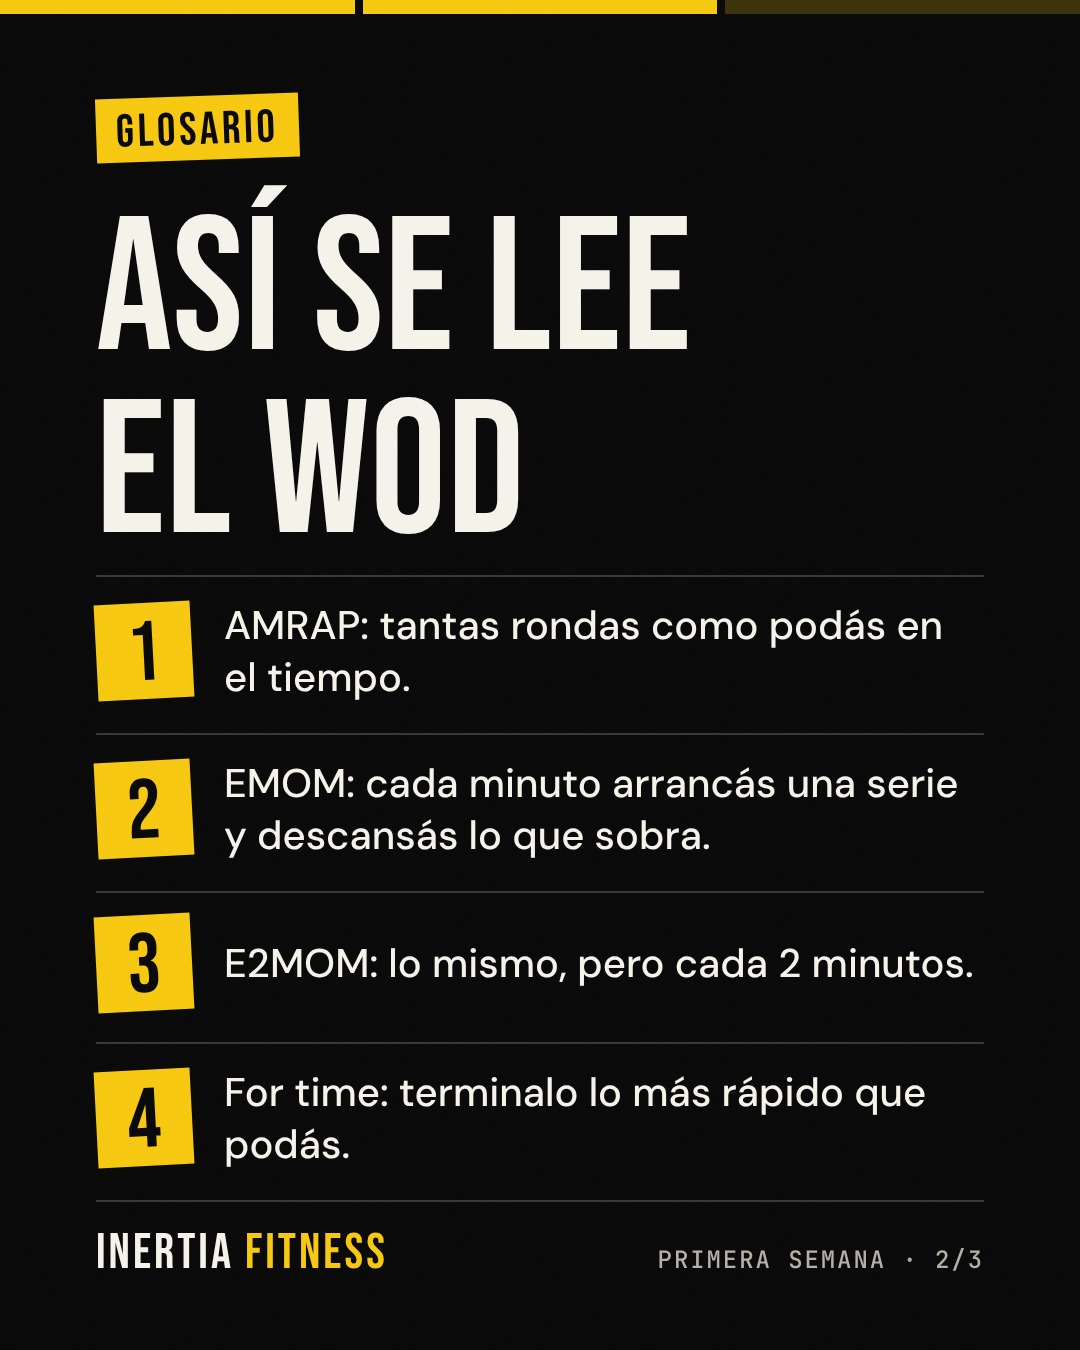 GLOSARIO
ASÍ SE LEE
EL WOD
1
AMRAP: tantas rondas como podás en
el tiempo.
2
EMOM: cada minuto arrancás una serie
y descansás lo que sobra.
3
E2MOM: lo mismo, pero cada 2 minutos.
4
For time: terminalo lo más rápido que
podás.
INERTIA FITNESS
PRIMERA SEMANA · 2/3